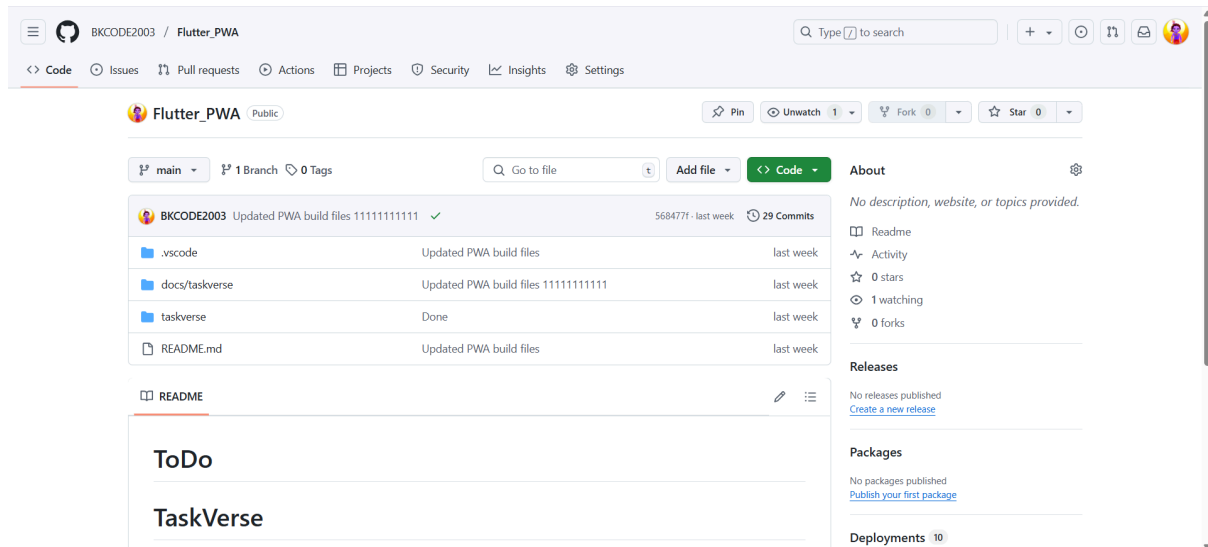 BKCODE2003 / Flutter_PWA
Type / to search
Code Issues Pull requests Actions Projects Security Insights Settings
Flutter_PWA Public
Pin Unwatch 1 Fork 0 Star 0
main 1 Branch 0 Tags
Go to file t Add file Code
BKCODE2003 Updated PWA build files 11111111111 568477f · last week 29 Commits
.vscode Updated PWA build files last week
docs/taskverse Updated PWA build files 11111111111 last week
taskverse Done last week
README.md Updated PWA build files last week
README
ToDo
TaskVerse
About
No description, website, or topics provided.
Readme
Activity
0 stars
1 watching
0 forks
Releases
No releases published
Create a new release
Packages
No packages published
Publish your first package
Deployments 10